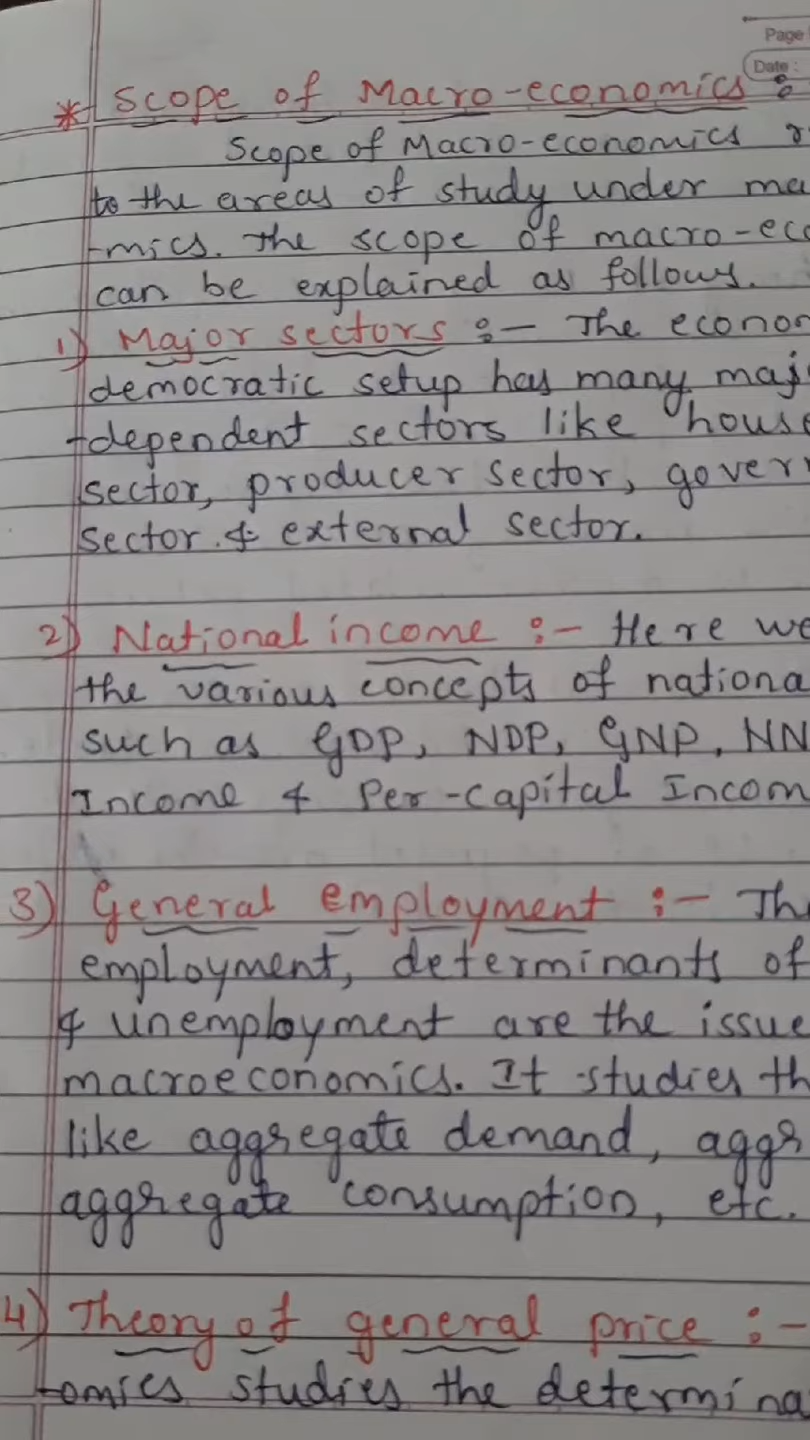 Page
Date :
* Scope of Macro-economics :
Scope of Macro-economics
to the areas of study under ma
-mics. The scope of macro-eco
can be explained as follows.
1) Major sectors :- The econo
democratic setup has many maj
-dependent sectors like house
sector, producer sector, gover
sector & external sector.
2) National income :- Here we
the various concepts of nationa
such as GDP, NDP, GNP, NN
Income & Per-capital Incom
3) General employment :- Th
employment, determinants of
& unemployment are the issue
macroeconomics. It studies th
like aggregate demand, aggr
aggregate consumption, etc.
4) Theory of general price :-
-omics studies the determina